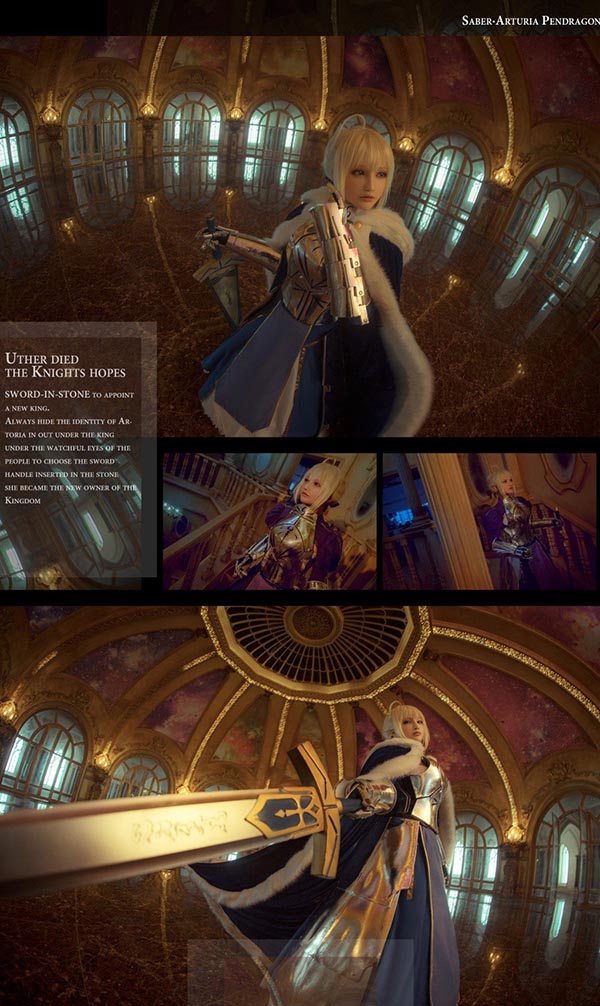 Saber·Arturia Pendragon
Uther died
the Knights hopes
sword-in-stone to appoint
a new king.
Always hide the identity of Ar-
toria in out under the king
under the watchful eyes of the
people to choose the sword
handle inserted in the stone
she became the new owner of the
Kingdom